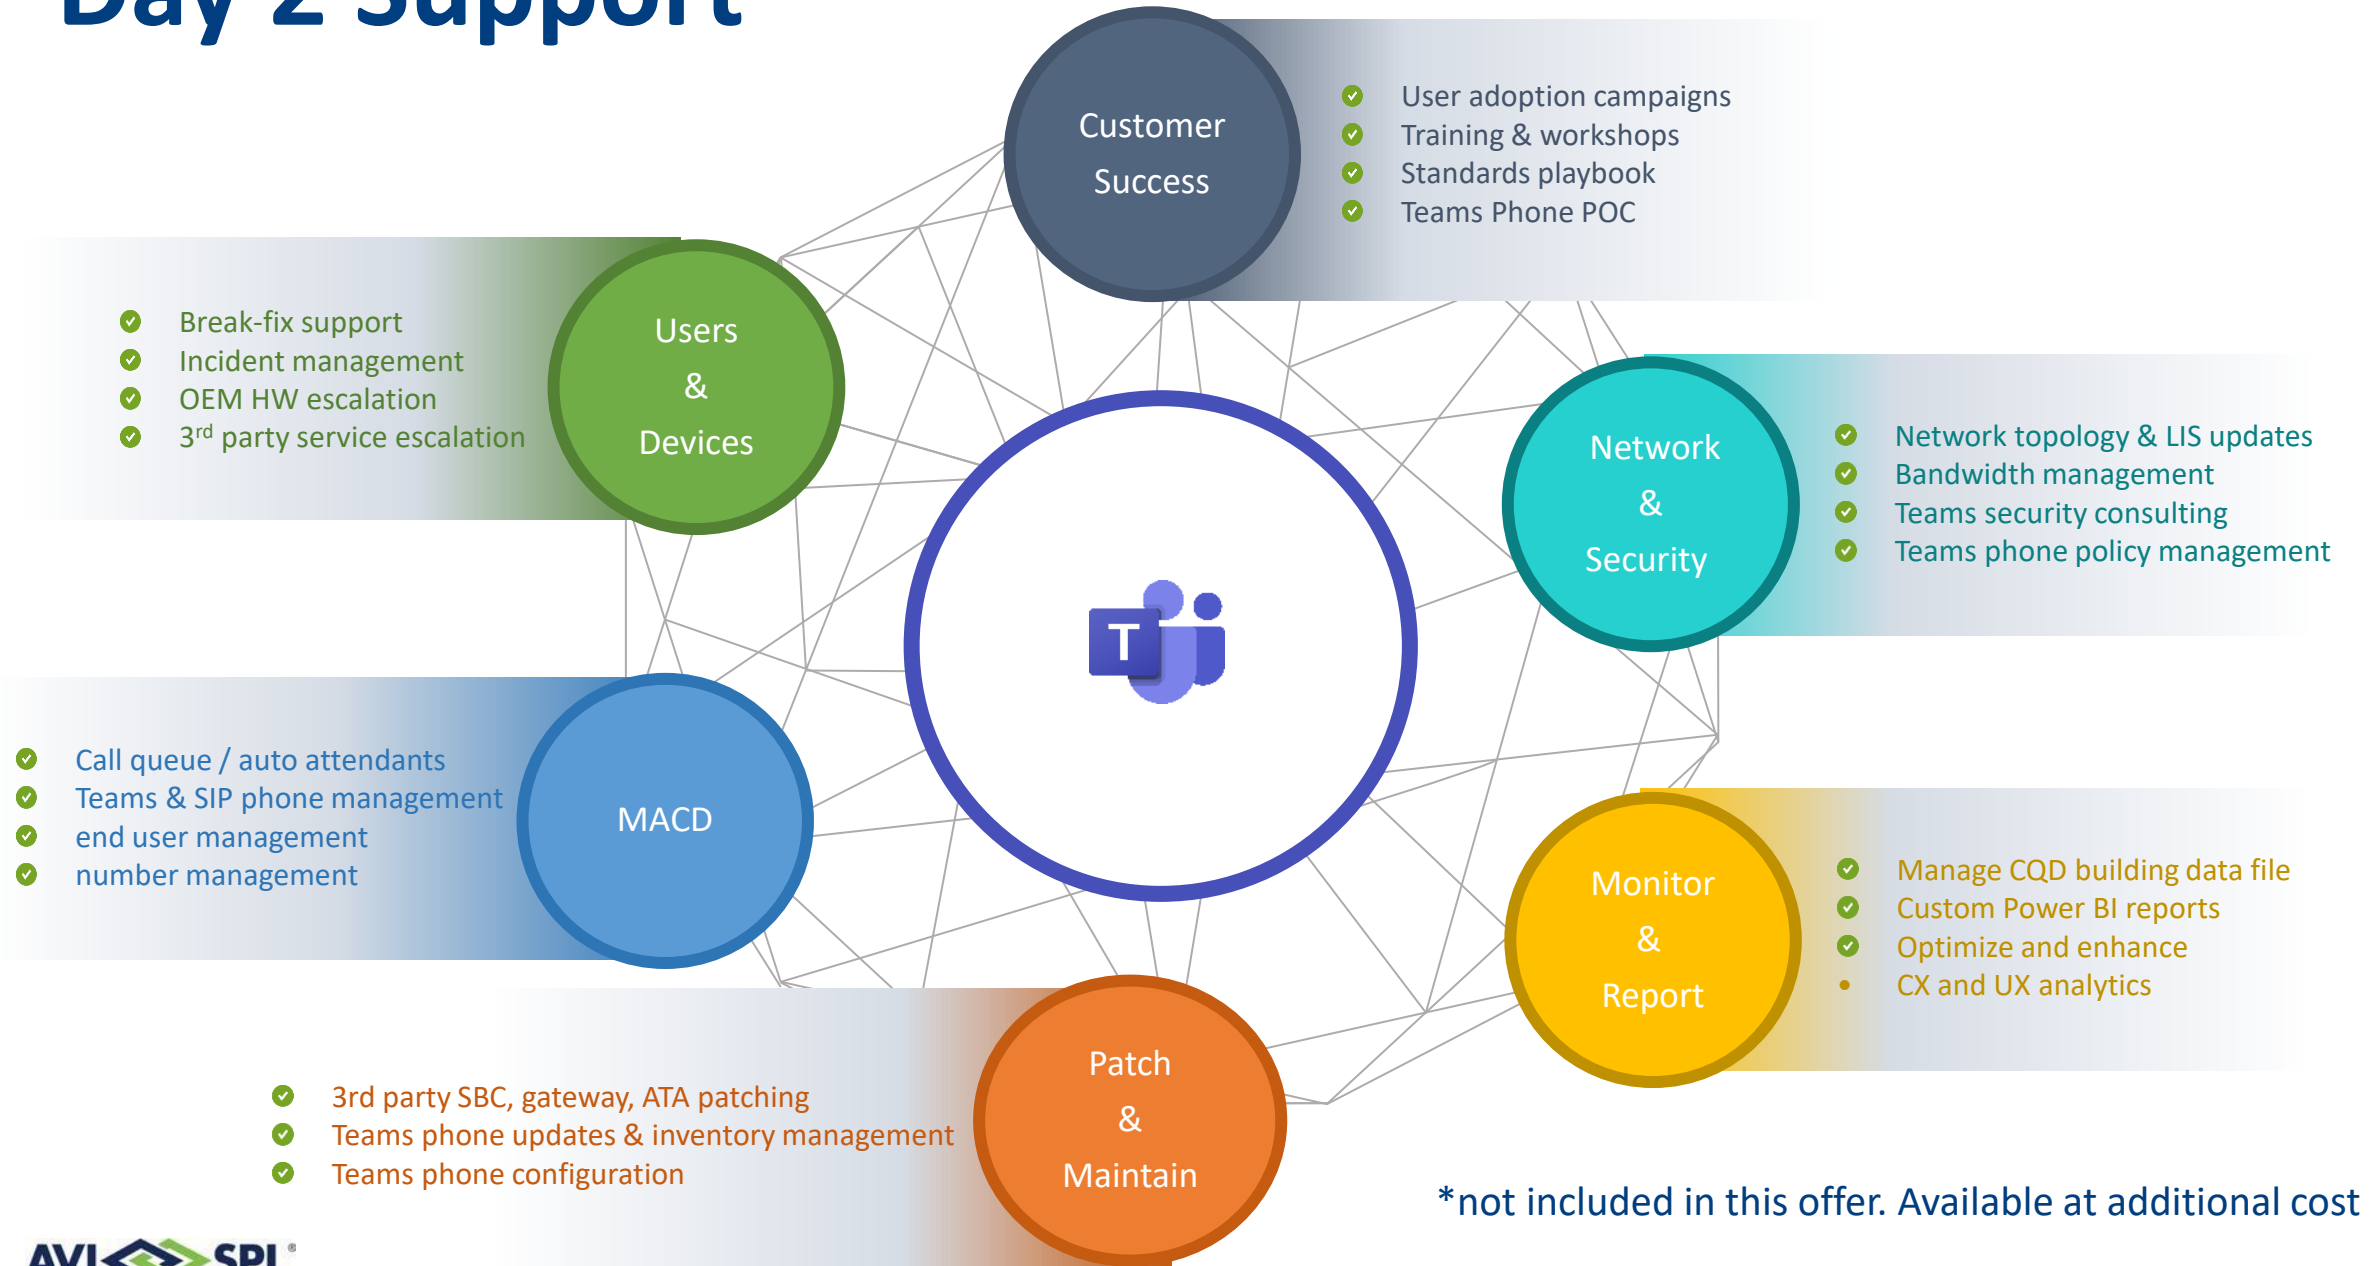 Day 2 Support
Customer
Success
User adoption campaigns
Training & workshops
Standards playbook
Teams Phone POC
Users
&
Devices
Break-fix support
Incident management
OEM HW escalation
3rd party service escalation
Network
&
Security
Network topology & LIS updates
Bandwidth management
Teams security consulting
Teams phone policy management
T
MACD
Call queue / auto attendants
Teams & SIP phone management
end user management
number management
Monitor
&
Report
Manage CQD building data file
Custom Power BI reports
Optimize and enhance
CX and UX analytics
Patch
&
Maintain
3rd party SBC, gateway, ATA patching
Teams phone updates & inventory management
Teams phone configuration
*not included in this offer. Available at additional cost
AVI SPL ®